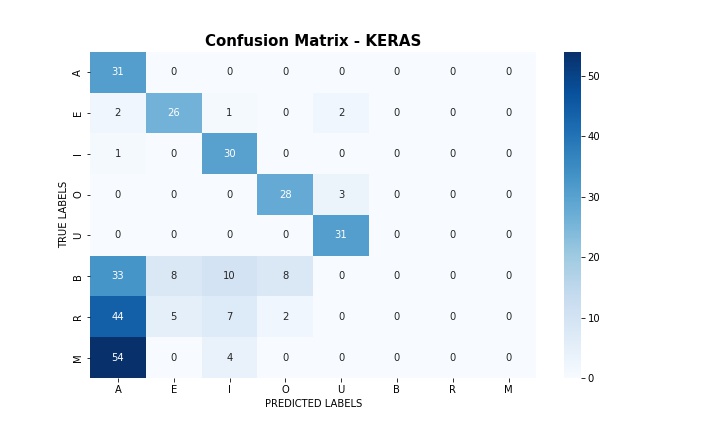 Confusion Matrix - KERAS
A 31 0 0 0 0 0 0 0
E 2 26 1 0 2 0 0 0
I 1 0 30 0 0 0 0 0
O 0 0 0 28 3 0 0 0
U 0 0 0 0 31 0 0 0
B 33 8 10 8 0 0 0 0
R 44 5 7 2 0 0 0 0
M 54 0 4 0 0 0 0 0
A E I O U B R M
TRUE LABELS
PREDICTED LABELS
50
40
30
20
10
0